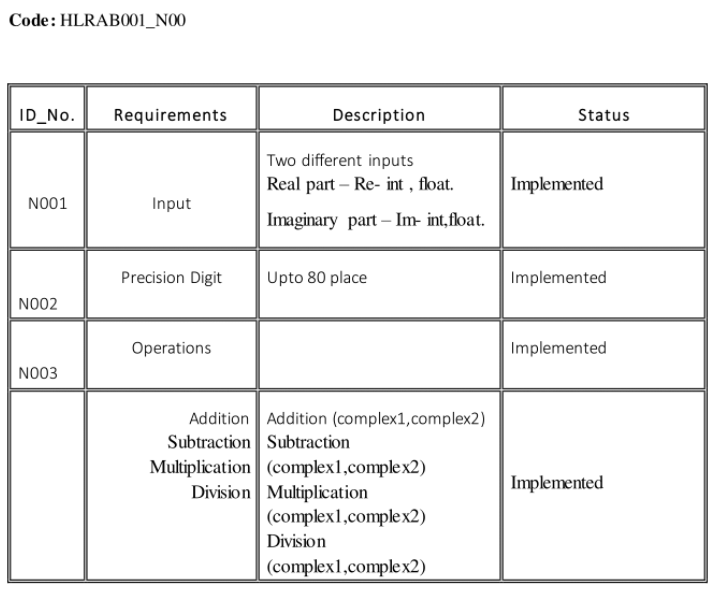 Code: HLRAB001_N00
ID_No. Requirements Description Status
Two different inputs
Real part – Re- int , float.
Imaginary part – Im- int,float.
N001 Input Implemented
Precision Digit Upto 80 place Implemented
N002
Operations Implemented
N003
Addition Addition (complex1,complex2)
Subtraction Subtraction
Multiplication (complex1,complex2)
Division Multiplication
(complex1,complex2)
Division
(complex1,complex2)
Implemented